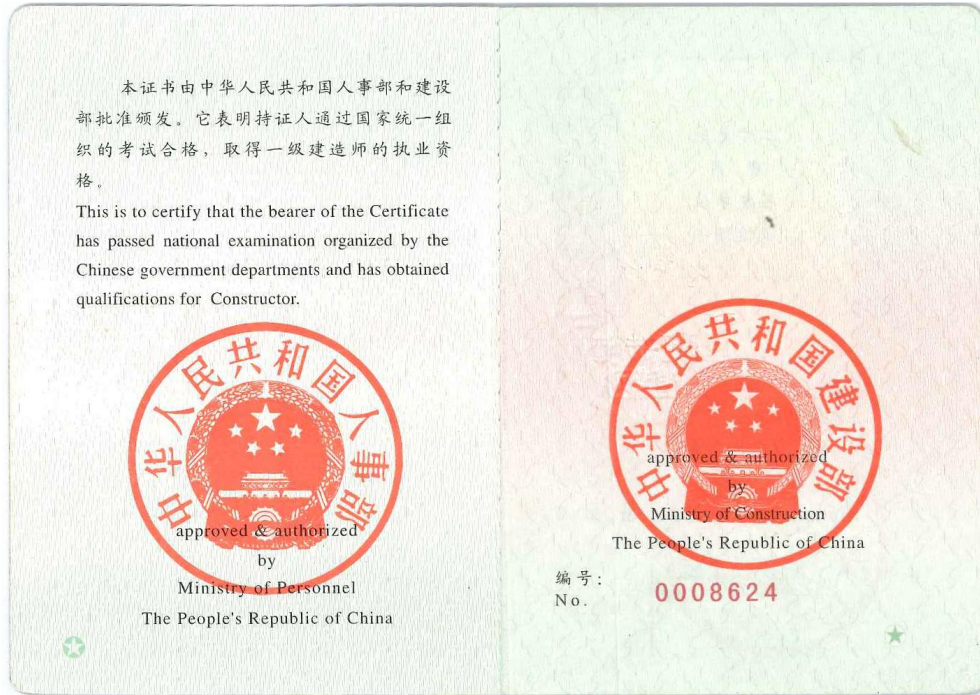 本证书由中华人民共和国人事部和建设
部批准颁发。它表明持证人通过国家统一组
织的考试合格，取得一级建造师的执业资
格。
This is to certify that the bearer of the Certificate
has passed national examination organized by the
Chinese government departments and has obtained
qualifications for Constructor.
中华人民共和国人事部
approved & authorized
by
Ministry of Personnel
The People's Republic of China
中华人民共和国建设部
approved & authorized
by
Ministry of Construction
The People's Republic of China
编号:
No. 0008624